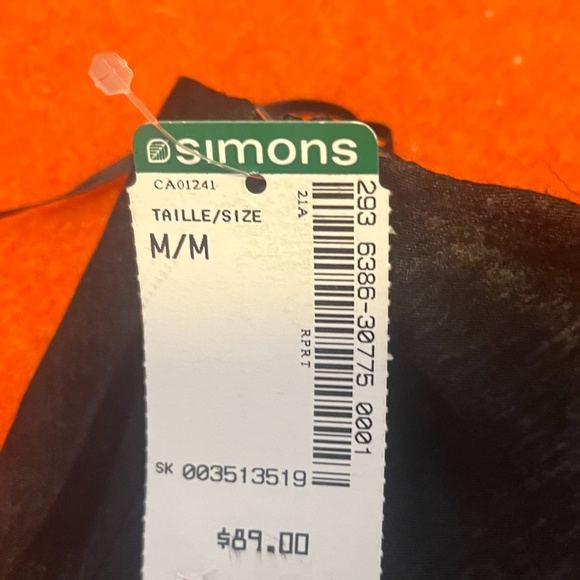 simons
CA01241
TAILLE/SIZE
M/M
21A
RPRT
293 6386-30775 0001
SK 003513519
$89.00